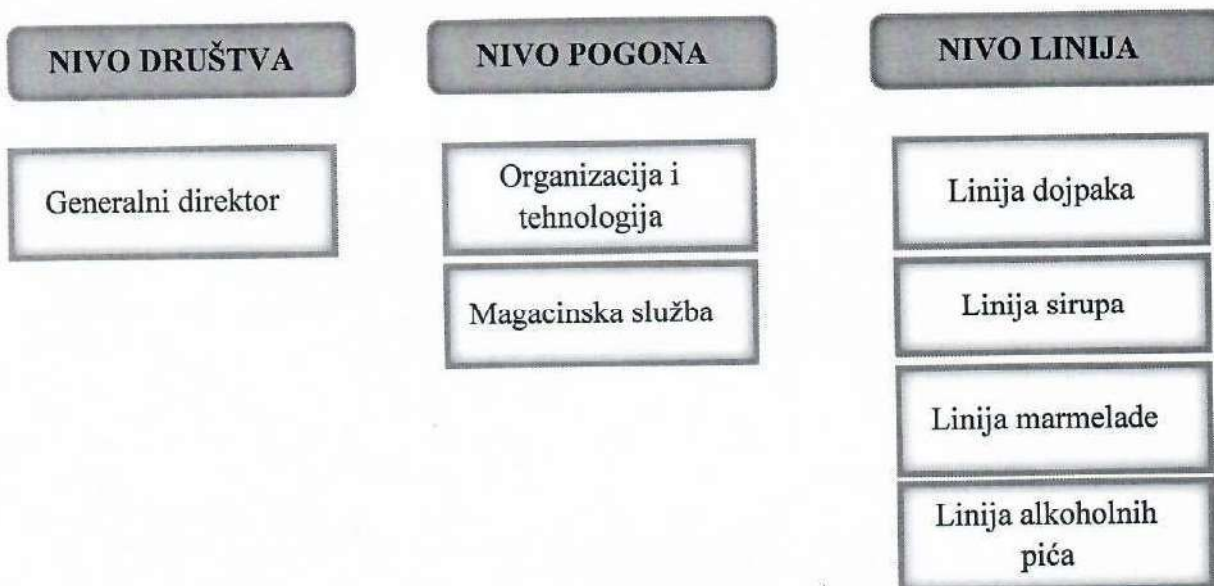 NIVO DRUŠTVA
Generalni direktor
NIVO POGONA
Organizacija i
tehnologija
Magacinska služba
NIVO LINIJA
Linija dojpaka
Linija sirupa
Linija marmelade
Linija alkoholnih
pića